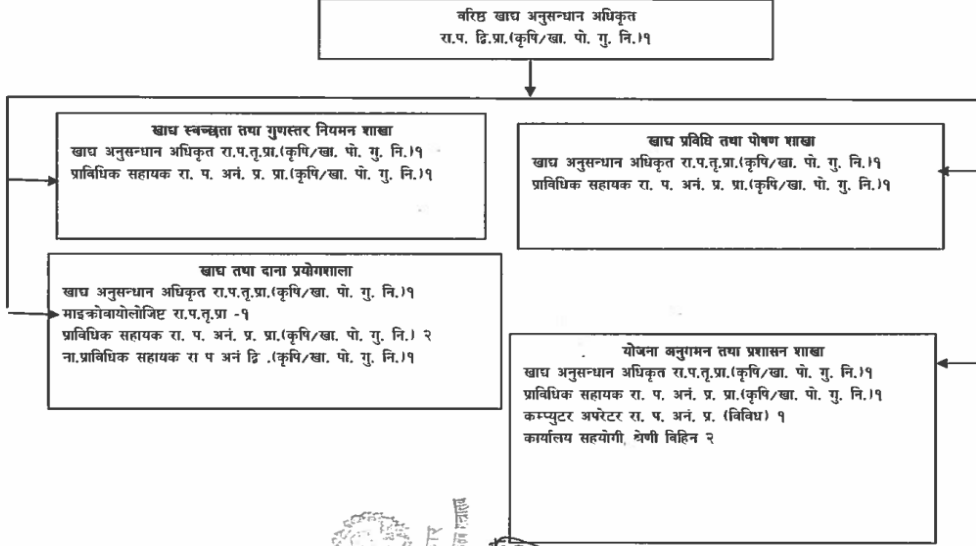 वरिष्ठ खाद्य अनुसन्धान अधिकृत
रा.प. द्वि.प्रा.(कृषि/खा. पो. गु. नि.)१
खाद्य स्वच्छता तथा गुणस्तर नियमन शाखा
खाद्य अनुसन्धान अधिकृत रा.प.तृ.प्रा.(कृषि/खा. पो. गु. नि.)१
प्राविधिक सहायक रा. प. अनं. प्र. प्रा.(कृषि/खा. पो. गु. नि.)१
खाद्य प्रविधि तथा पोषण शाखा
खाद्य अनुसन्धान अधिकृत रा.प.तृ.प्रा.(कृषि/खा. पो. गु. नि.)१
प्राविधिक सहायक रा. प. अनं. प्र. प्रा.(कृषि/खा. पो. गु. नि.)१
खाद्य तथा दाना प्रयोगशाला
खाद्य अनुसन्धान अधिकृत रा.प.तृ.प्रा.(कृषि/खा. पो. गु. नि.)१
माइक्रोवायोलोजिष्ट रा.प.तृ.प्रा -१
प्राविधिक सहायक रा. प. अनं. प्र. प्रा.(कृषि/खा. पो. गु. नि.) २
ना.प्राविधिक सहायक रा प अनं द्वि .(कृषि/खा. पो. गु. नि.)१
योजना अनुगमन तथा प्रशासन शाखा
खाद्य अनुसन्धान अधिकृत रा.प.तृ.प्रा.(कृषि/खा. पो. गु. नि.)१
प्राविधिक सहायक रा. प. अनं. प्र. प्रा.(कृषि/खा. पो. गु. नि.)१
कम्प्युटर अपरेटर रा. प. अनं. प्र. (विविध) १
कार्यालय सहयोगी, श्रेणी विहिन २